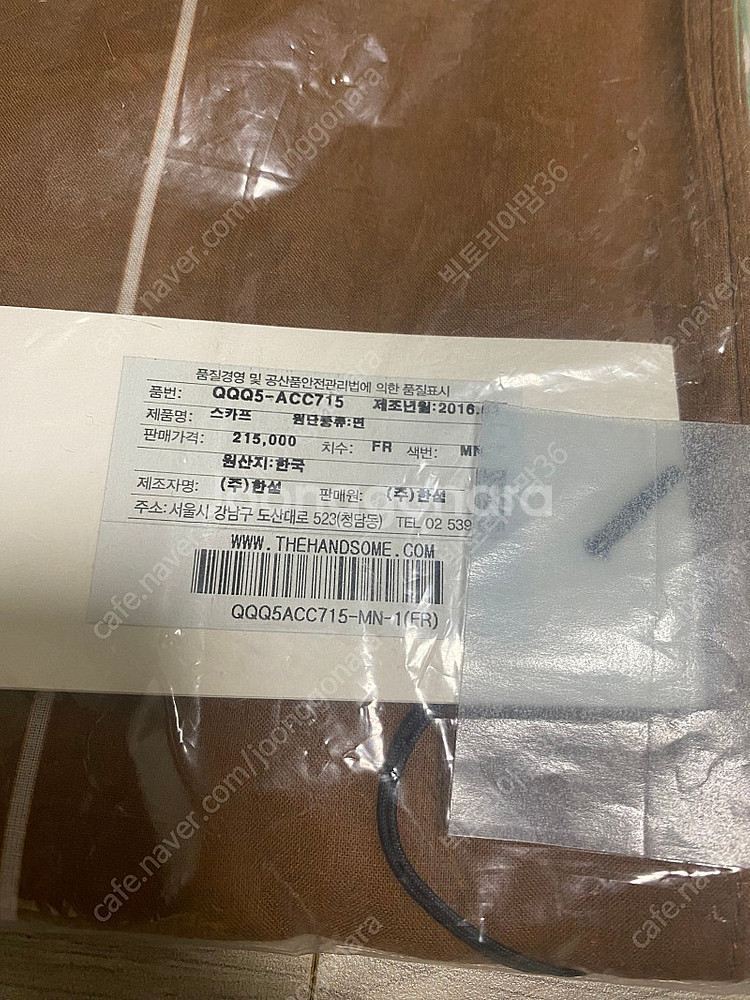 품질경영 및 공산품안전관리법에 의한 품질표시
품번: QQQ5-ACC715 제조년월:2016.
제품명: 스카프 원단종류:면
판매가격: 215,000 치수: FR 색번: MN
원산지:한국
제조자명: (주)한섬 판매원: (주)한섬
주소: 서울시 강남구 도산대로 523(청담동) TEL 02 539
WWW.THEHANDSOME.COM
QQQ5ACC715-MN-1(FR)
joonggonara
cafe.naver.com/joonggonara
빅토리아맘36